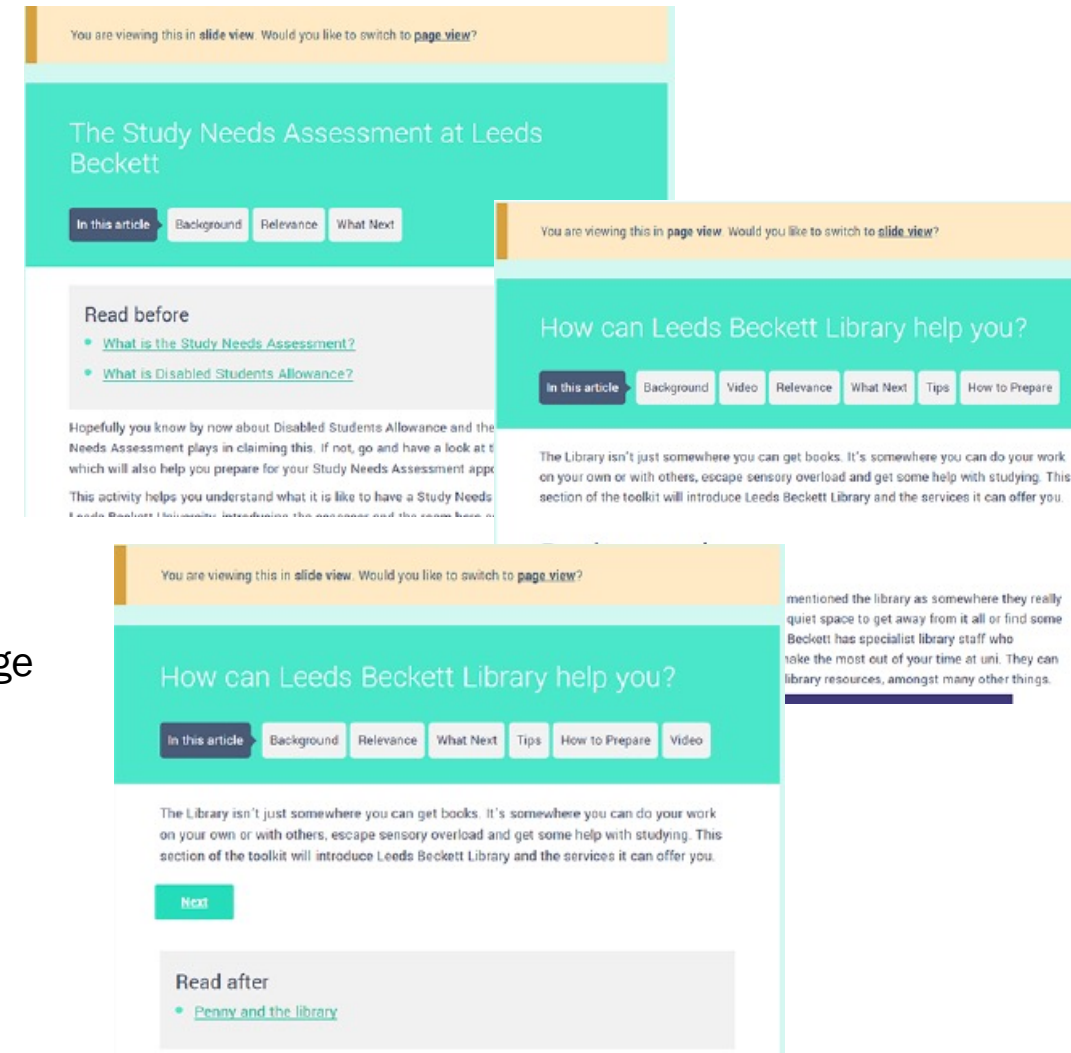 You are viewing this in slide view. Would you like to switch to page view?
The Study Needs Assessment at Leeds
Beckett
In this article Background Relevance What Next
Read before
What is the Study Needs Assessment?
What is Disabled Students Allowance?
Hopefully you know by now about Disabled Students Allowance and the
Needs Assessment plays in claiming this. If not, go and have a look at
which will also help you prepare for your Study Needs Assessment
This activity helps you understand what it is like to have a Study Needs
You are viewing this in page view. Would you like to switch to slide view?
How can Leeds Beckett Library help you?
In this article Background Video Relevance What Next Tips How to Prepare
The Library isn't just somewhere you can get books. It's somewhere you can do your work
on your own or with others, escape sensory overload and get some help with studying. This
section of the toolkit will introduce Leeds Beckett Library and the services it can offer you.
mentioned the library as somewhere they really
quiet space to get away from it all or find some
Beckett has specialist library staff who
make the most out of your time at uni. They can
library resources, amongst many other things.
ge
You are viewing this in slide view. Would you like to switch to page view?
How can Leeds Beckett Library help you?
In this article Background Relevance What Next Tips How to Prepare Video
The Library isn't just somewhere you can get books. It's somewhere you can do your work
on your own or with others, escape sensory overload and get some help with studying. This
section of the toolkit will introduce Leeds Beckett Library and the services it can offer you.
Next
Read after
Penny and the library